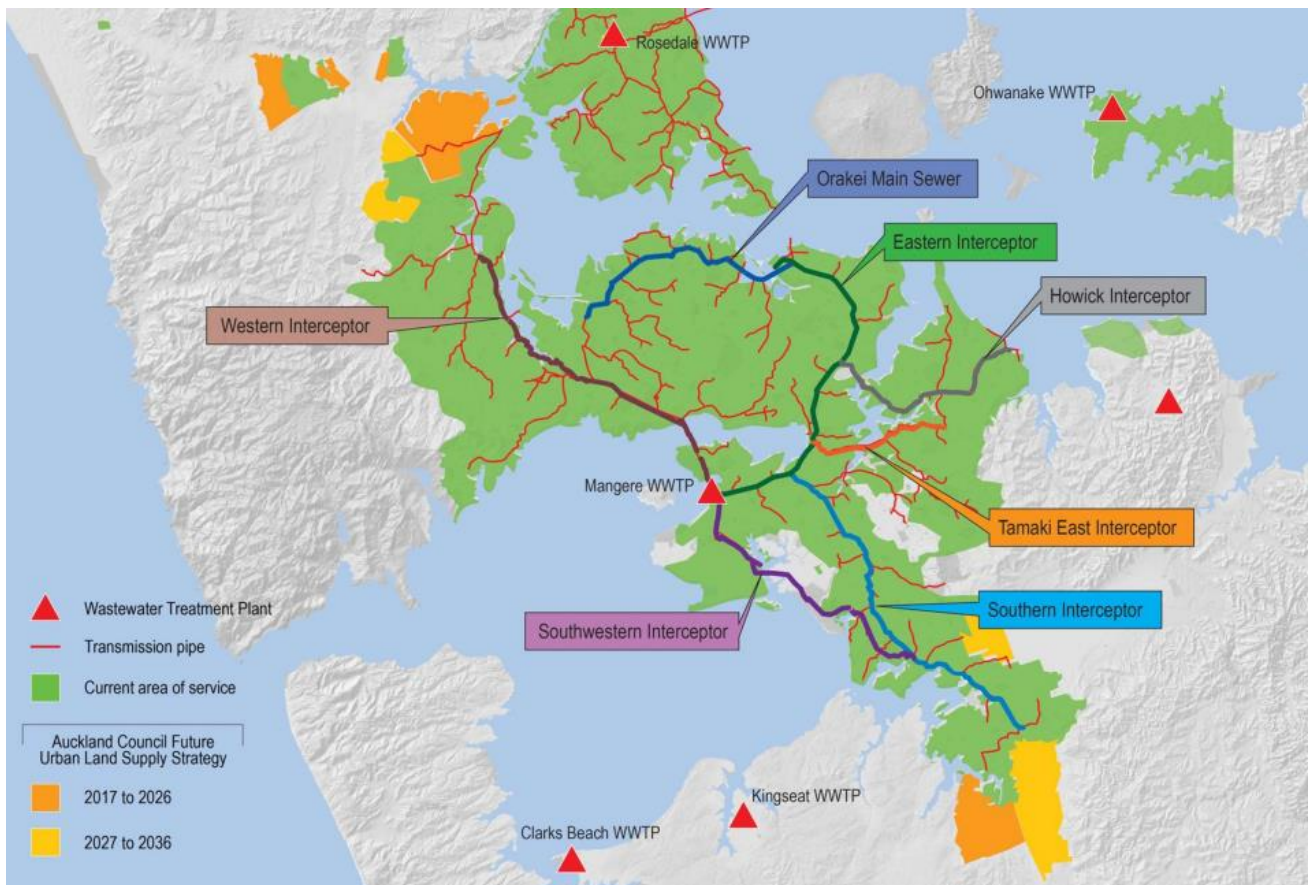 Rosedale WWTP
Ohwanake WWTP
Orakei Main Sewer
Eastern Interceptor
Howick Interceptor
Western Interceptor
Mangere WWTP
Tamaki East Interceptor
Southwestern Interceptor
Southern Interceptor
Kingseat WWTP
Clarks Beach WWTP
Wastewater Treatment Plant
Transmission pipe
Current area of service
Auckland Council Future
Urban Land Supply Strategy
2017 to 2026
2027 to 2036